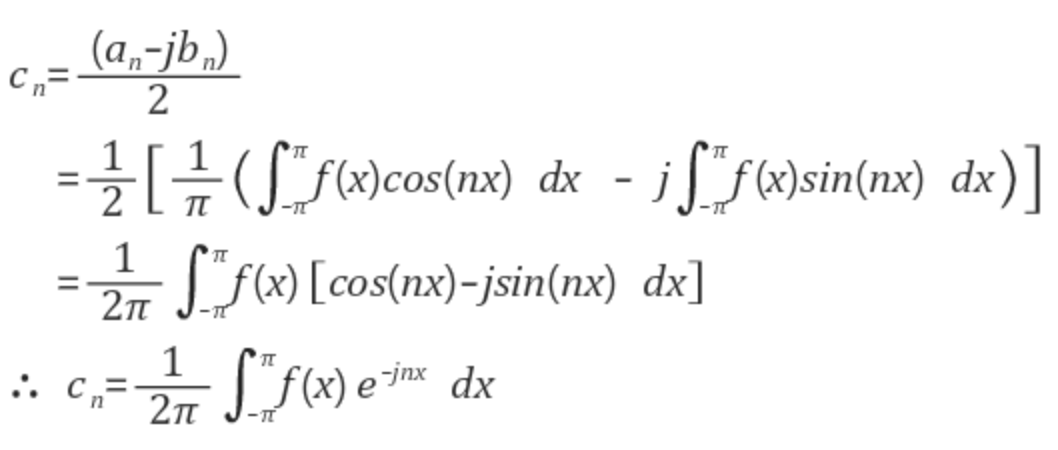 cₙ = (aₙ-jbₙ) / 2
= 1/2 [ 1/π ( ∫_{-π}^{π} f(x)cos(nx) dx - j ∫_{-π}^{π} f(x)sin(nx) dx ) ]
= 1/2π ∫_{-π}^{π} f(x) [cos(nx)-jsin(nx) dx]
∴ cₙ = 1/2π ∫_{-π}^{π} f(x) e^{-jnx} dx